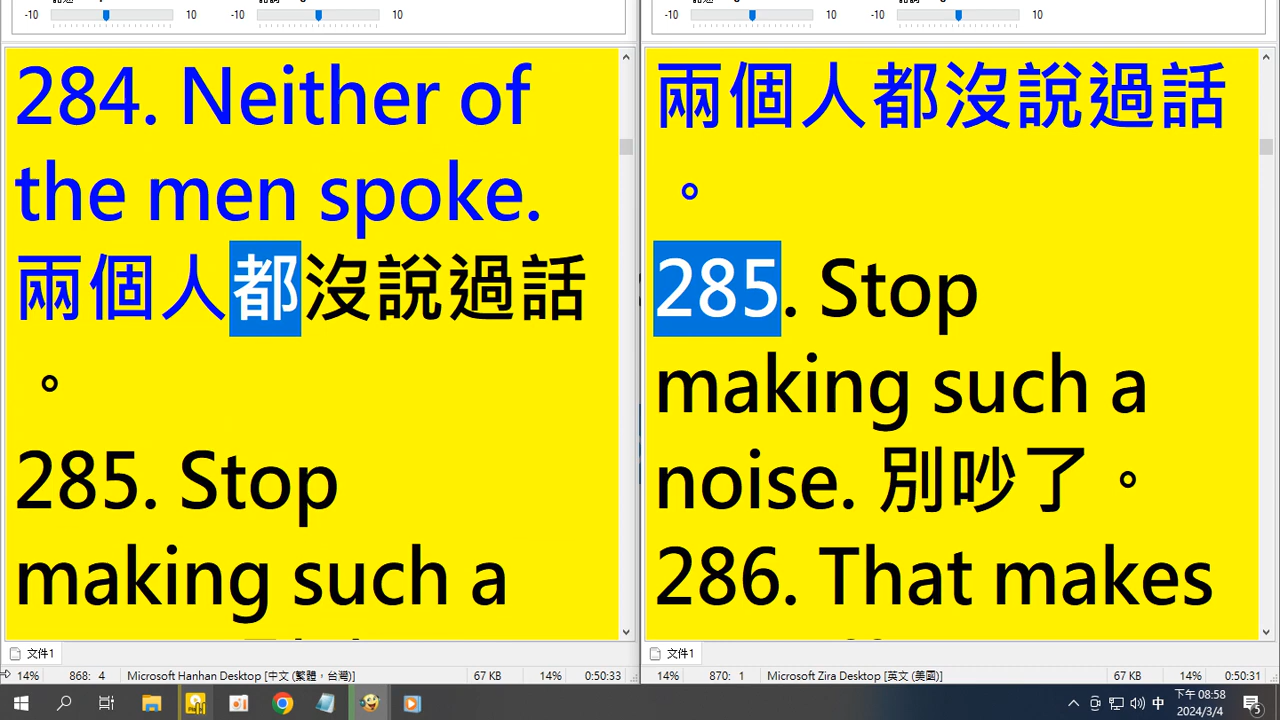 -10 10 -10 10
284. Neither of
the men spoke.
兩個人都沒說過話
。
285. Stop
making such a
文件1
14% 868: 4 Microsoft Hanhan Desktop [中文 (繁體，台灣)] 67 KB 14% 0:50:33
-10 10 -10 10
兩個人都沒說過話
。
285. Stop
making such a
noise. 別吵了。
286. That makes
文件1
14% 870: 1 Microsoft Zira Desktop [英文 (美國)] 67 KB 14% 0:50:31
中
下午 08:58
2024/3/4
5